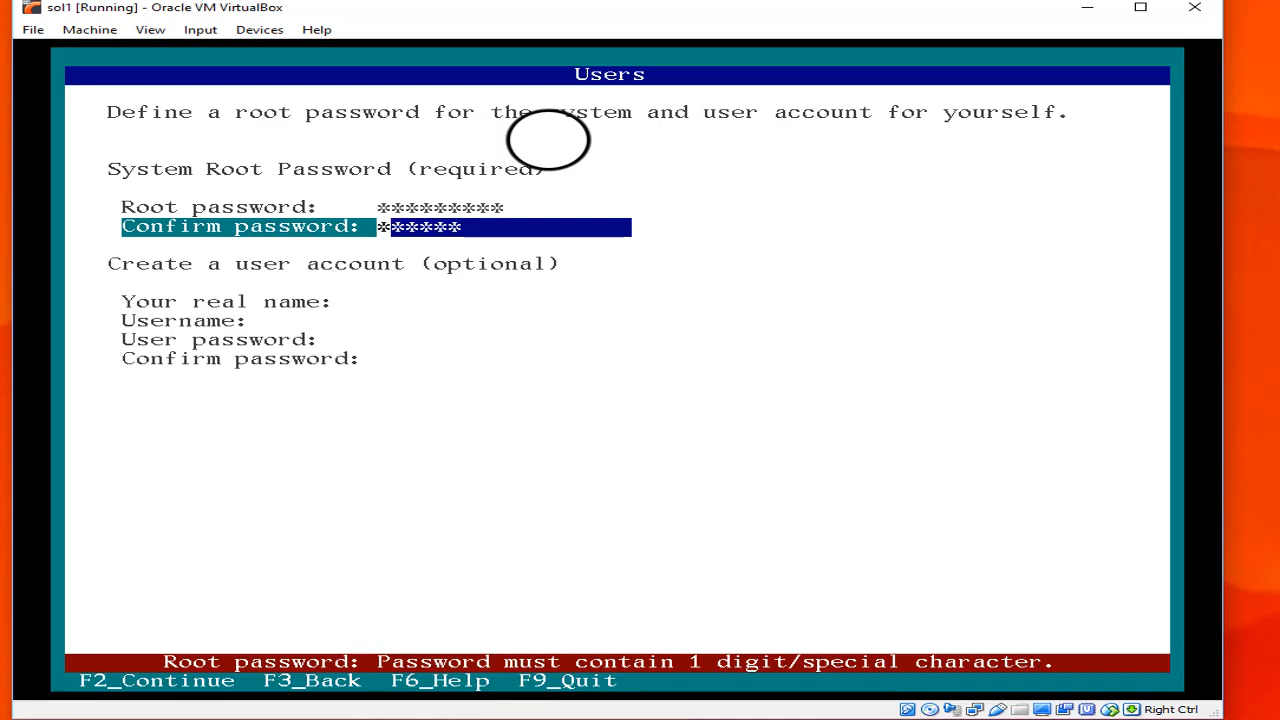 sol1 [Running] - Oracle VM VirtualBox
File Machine View Input Devices Help
Users
Define a root password for the system and user account for yourself.
System Root Password (required)
Root password: *********
Confirm password: ******
Create a user account (optional)
Your real name:
Username:
User password:
Confirm password:
Root password: Password must contain 1 digit/special character.
F2_Continue F3_Back F6_Help F9_Quit
Right Ctrl